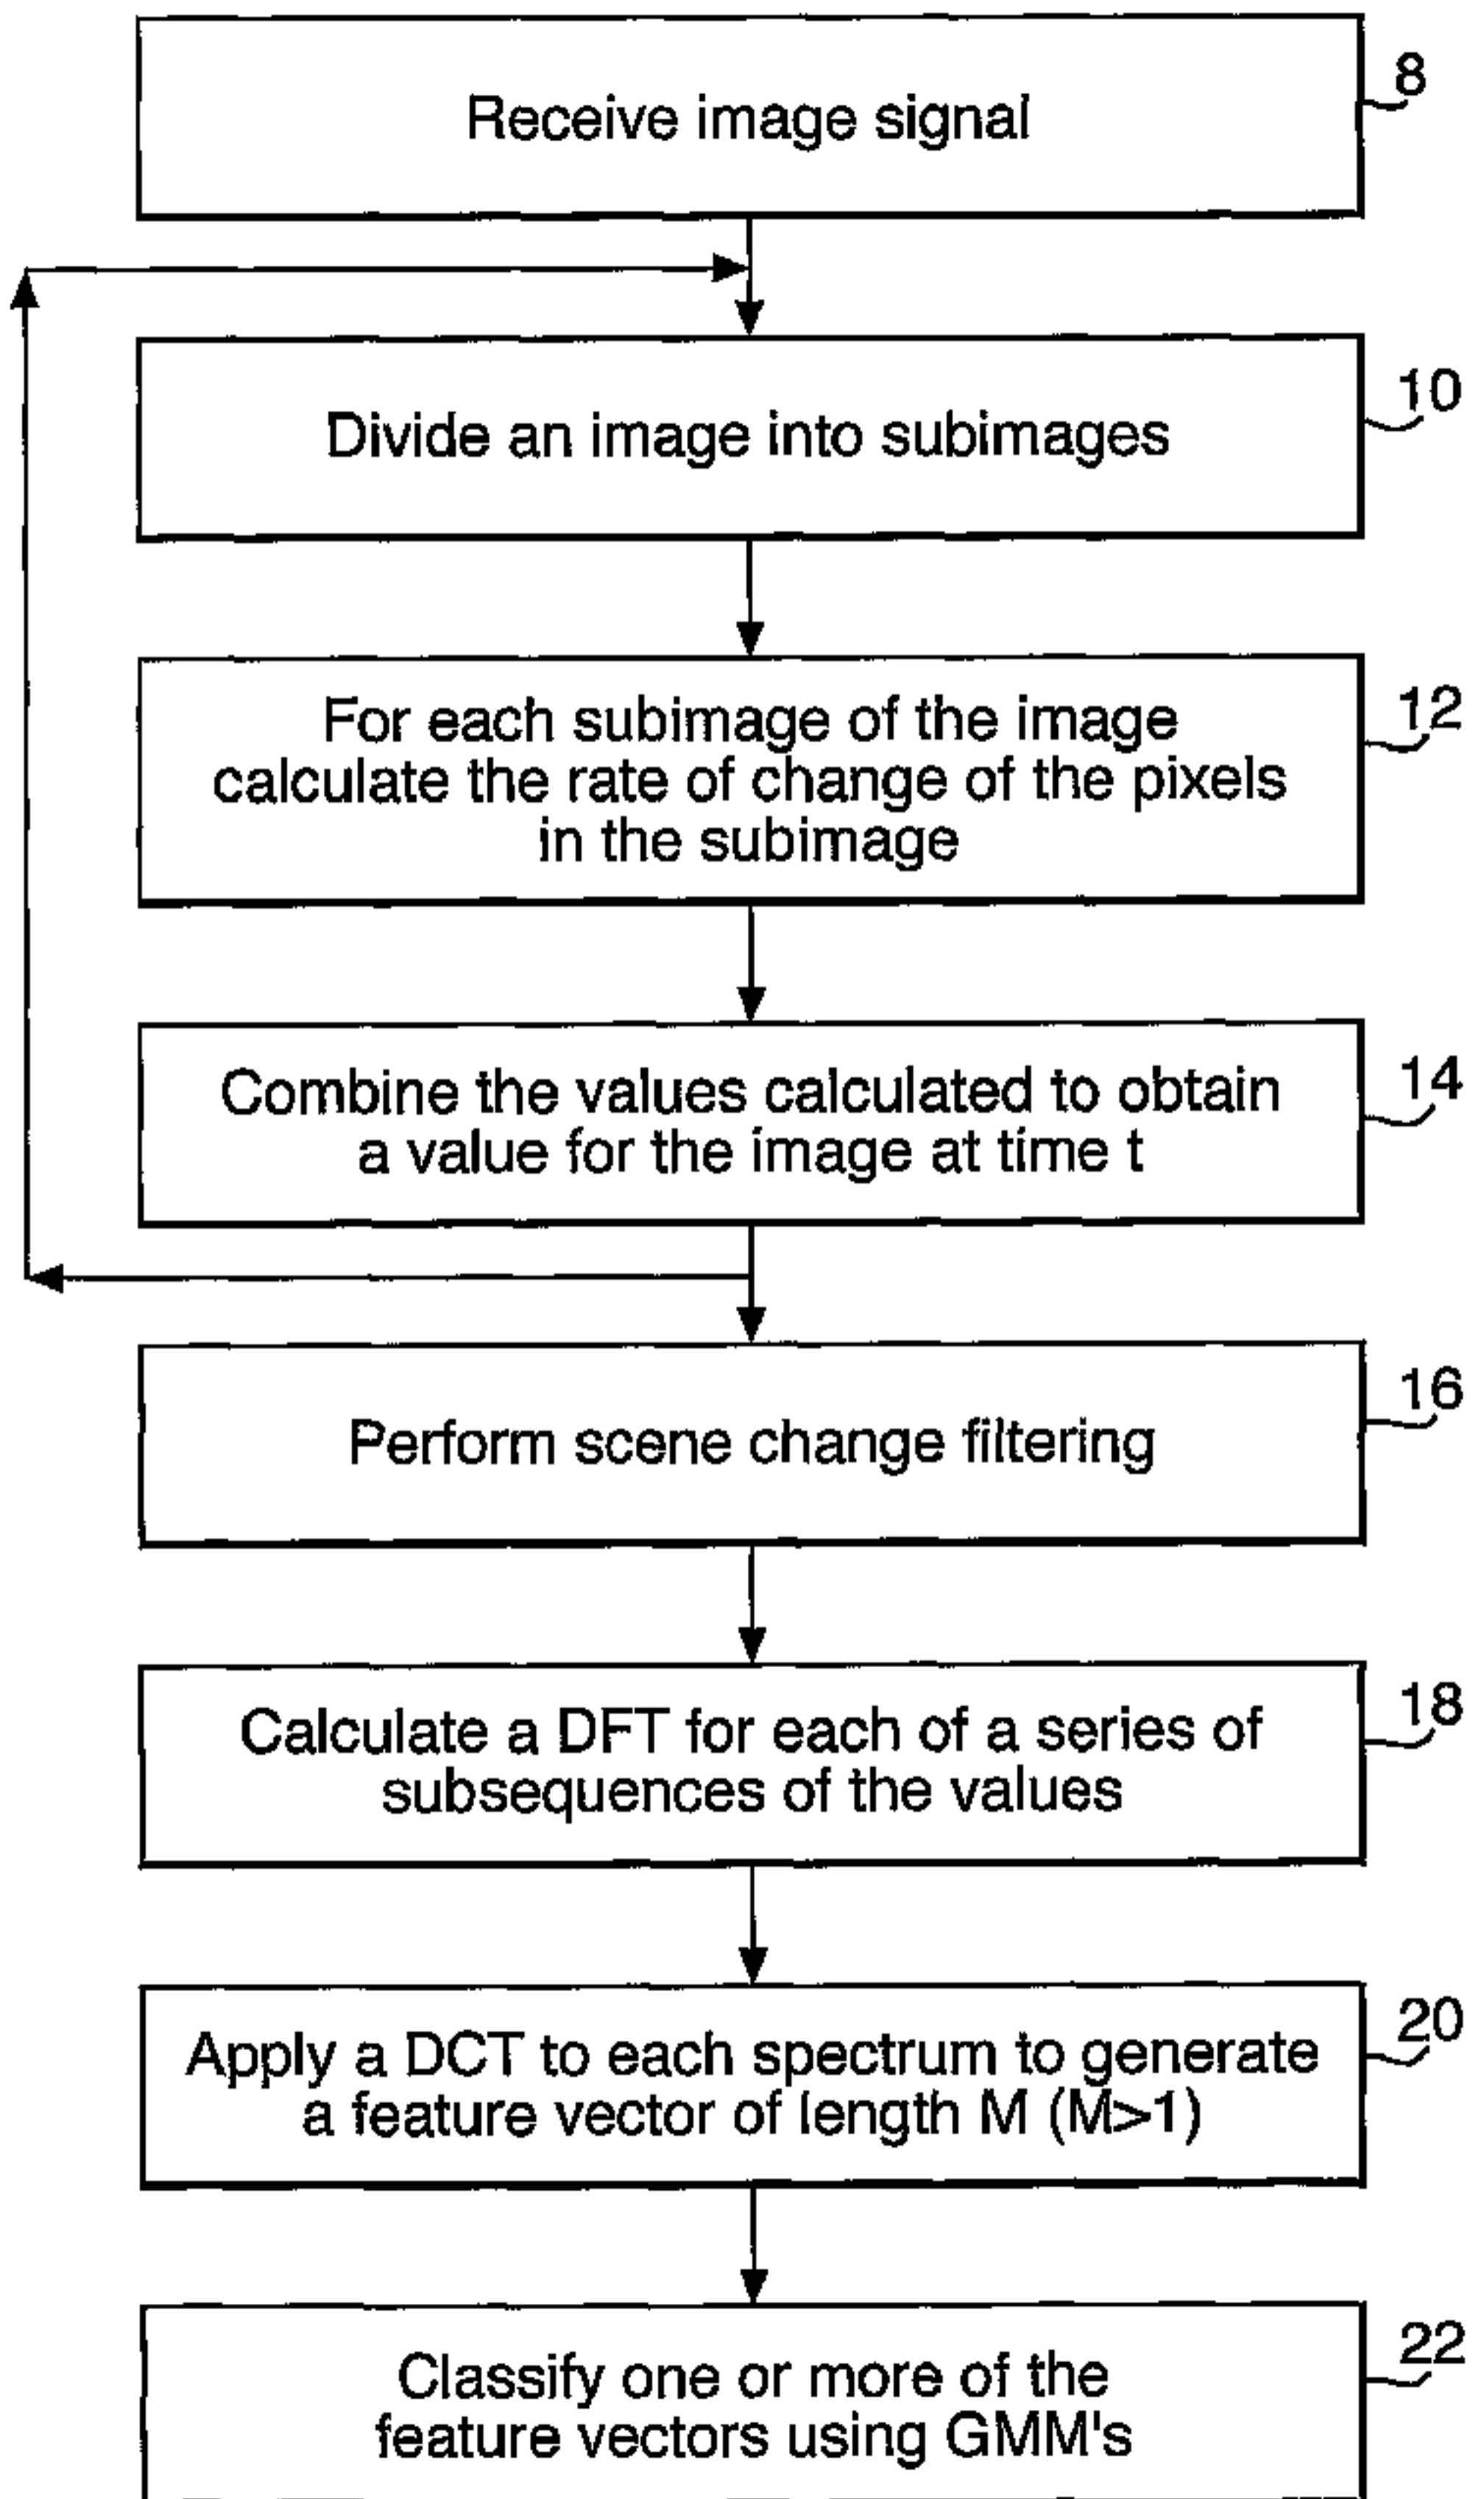 Receive image signal
8
Divide an image into subimages
10
For each subimage of the image
calculate the rate of change of the pixels
in the subimage
12
Combine the values calculated to obtain
a value for the image at time t
14
Perform scene change filtering
16
Calculate a DFT for each of a series of
subsequences of the values
18
Apply a DCT to each spectrum to generate
a feature vector of length M (M>1)
20
Classify one or more of the
feature vectors using GMM's
22